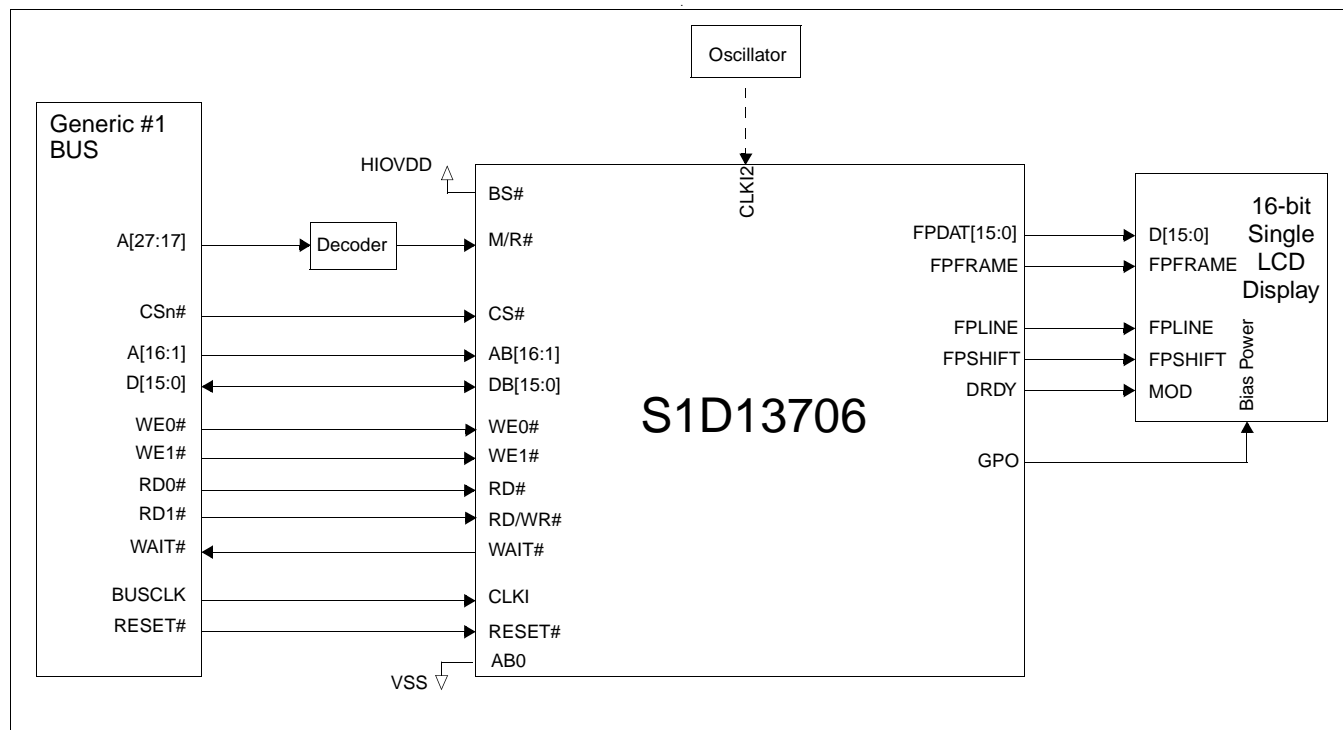 Oscillator
Generic #1
BUS
HIOVDD
BS#
CLKI2
16-bit
Single
LCD
Display
A[27:17]
Decoder
M/R#
FPDAT[15:0]
D[15:0]
FPFRAME
FPFRAME
CSn#
CS#
FPLINE
FPLINE
A[16:1]
AB[16:1]
FPSHIFT
FPSHIFT
D[15:0]
DB[15:0]
DRDY
MOD
Bias Power
S1D13706
WE0#
WE0#
WE1#
WE1#
GPO
RD0#
RD#
RD1#
RD/WR#
WAIT#
WAIT#
BUSCLK
CLKI
RESET#
RESET#
AB0
VSS